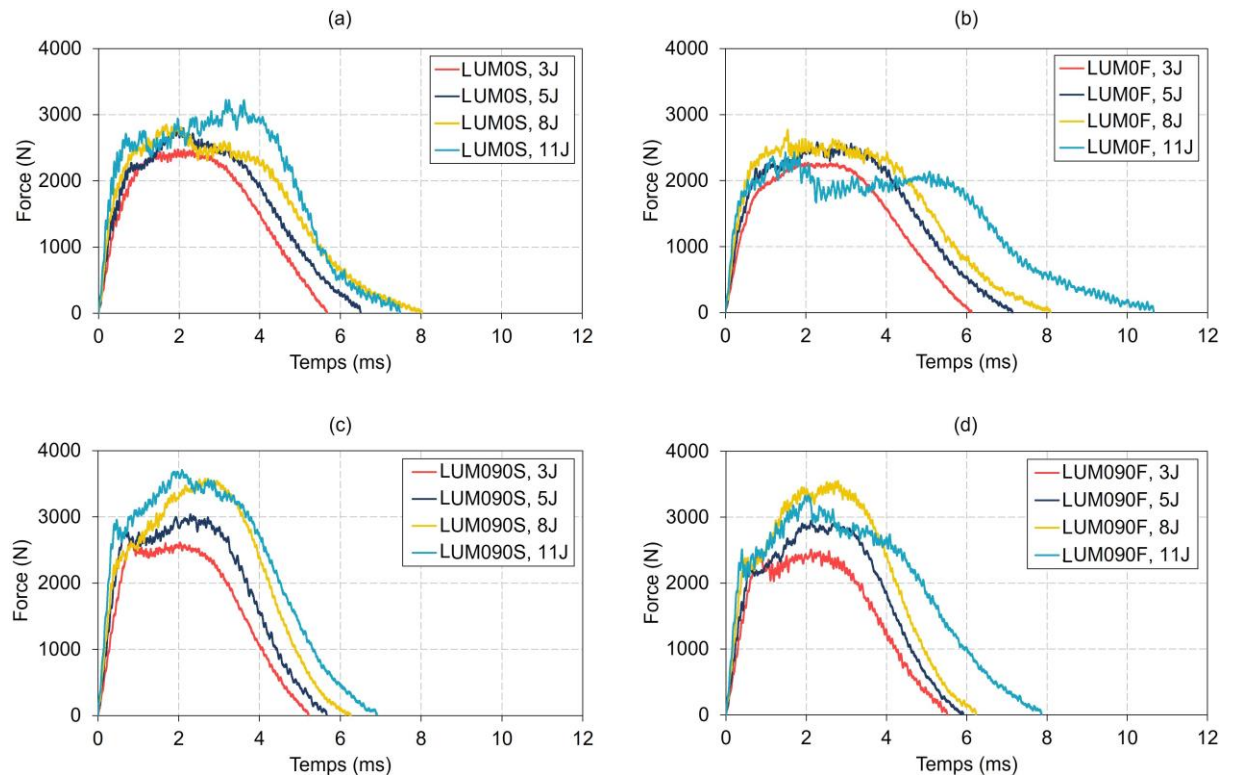 (a)
4000
3000
2000
1000
0
Force (N)
LUM0S, 3J
LUM0S, 5J
LUM0S, 8J
LUM0S, 11J
0 2 4 6 8 10 12
Temps (ms)
(b)
4000
3000
2000
1000
0
Force (N)
LUM0F, 3J
LUM0F, 5J
LUM0F, 8J
LUM0F, 11J
0 2 4 6 8 10 12
Temps (ms)
(c)
4000
3000
2000
1000
0
Force (N)
LUM090S, 3J
LUM090S, 5J
LUM090S, 8J
LUM090S, 11J
0 2 4 6 8 10 12
Temps (ms)
(d)
4000
3000
2000
1000
0
Force (N)
LUM090F, 3J
LUM090F, 5J
LUM090F, 8J
LUM090F, 11J
0 2 4 6 8 10 12
Temps (ms)